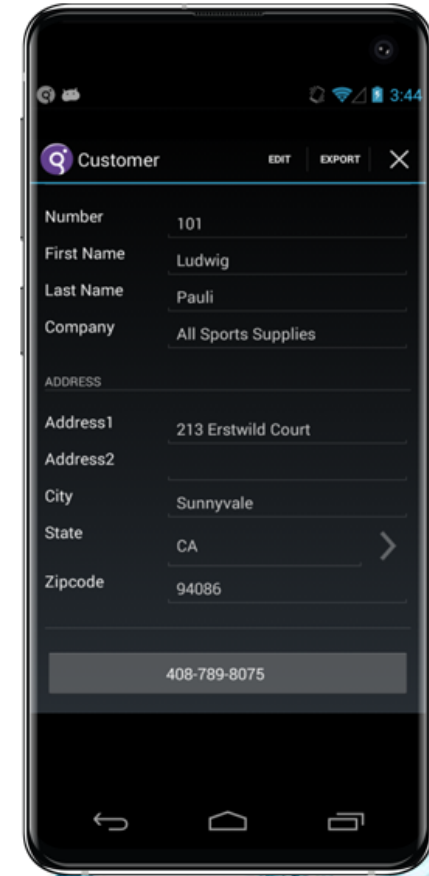 3:44
Customer EDIT EXPORT
Number 101
First Name Ludwig
Last Name Pauli
Company All Sports Supplies
ADDRESS
Address1 213 Erstwild Court
Address2
City Sunnyvale
State CA
Zipcode 94086
408-789-8075